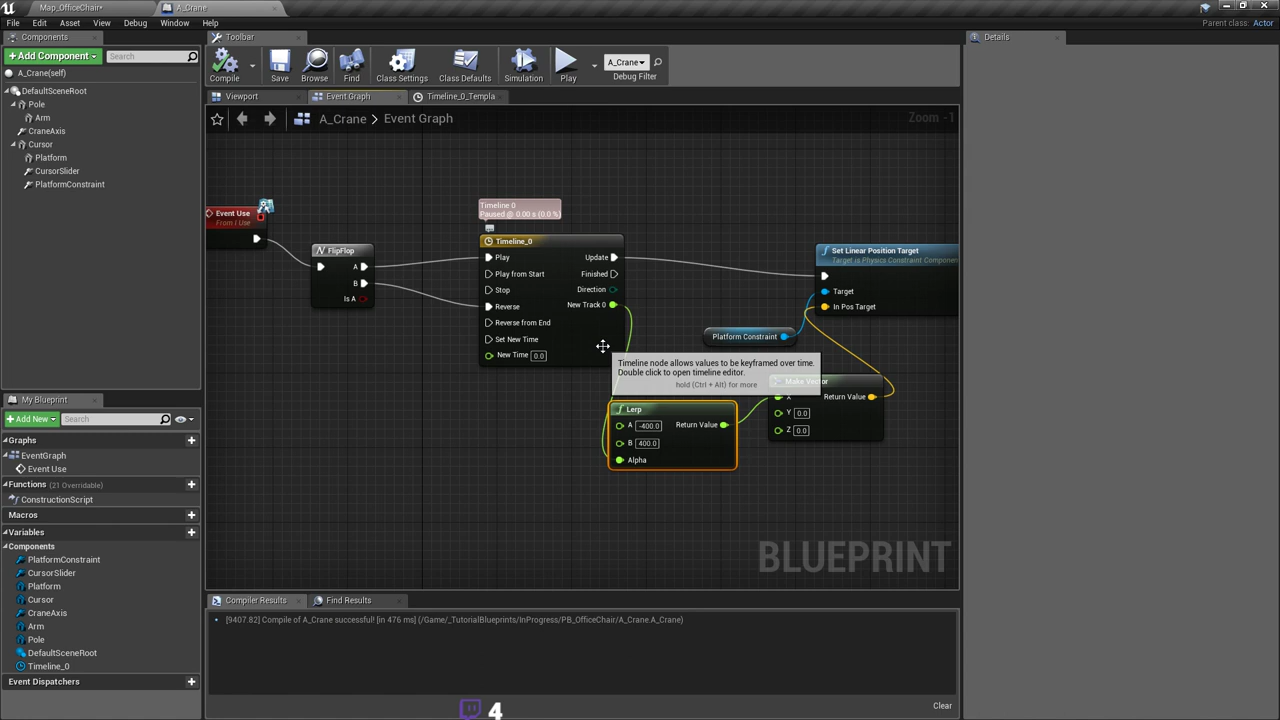 Map_OfficeChair*
A_Crane
File Edit Asset View Debug Window Help
Parent class: Actor
Components
+Add Component
Search
A_Crane(self)
DefaultSceneRoot
Pole
Arm
CraneAxis
Cursor
Platform
CursorSlider
PlatformConstraint
My Blueprint
+Add New
Search
Graphs
EventGraph
Event Use
Functions (21 Overridable)
ConstructionScript
Macros
Variables
Components
PlatformConstraint
CursorSlider
Platform
Cursor
CraneAxis
Arm
Pole
DefaultSceneRoot
Timeline_0
Event Dispatchers
Toolbar
Compile
Save
Browse
Find
Class Settings
Class Defaults
Simulation
Play
A_Crane
Debug Filter
Viewport
Event Graph
Timeline_0_Templa
A_Crane > Event Graph
Zoom -1
Event Use
From I Use
FlipFlop
A
B
Is A
Timeline 0
Paused @ 0.00 s (0.0 %)
Timeline_0
Play Update
Play from Start Finished
Stop Direction
Reverse New Track 0
Reverse from End
Set New Time
New Time 0.0
Set Linear Position Target
Target is Physics Constraint Componen
Target
In Pos Target
Platform Constraint
Timeline node allows values to be keyframed over time.
Double click to open timeline editor.
hold (Ctrl + Alt) for more
Make Vector
X Return Value
Y 0.0
Z 0.0
Lerp
A -400.0 Return Value
B 400.0
Alpha
BLUEPRINT
Compiler Results
Find Results
[9407.82] Compile of A_Crane successful! [in 476 ms] (/Game/_TutorialBlueprints/InProgress/PB_OfficeChair/A_Crane.A_Crane)
Clear
4
Details